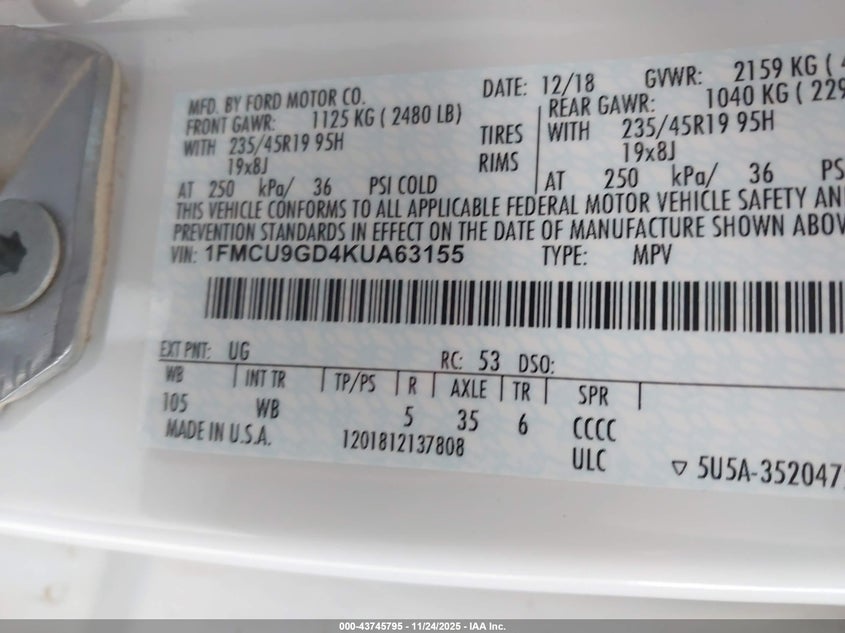 MFD. BY FORD MOTOR CO.
DATE: 12/18 GVWR: 2159 KG (
FRONT GAWR: 1125 KG ( 2480 LB)
REAR GAWR: 1040 KG (
WITH 235/45R19 95H TIRES WITH 235/45R19 95H
19x8J RIMS 19x8J
AT 250 kPa/ 36 PSI COLD AT 250 kPa/ 36
THIS VEHICLE CONFORMS TO ALL APPLICABLE FEDERAL MOTOR VEHICLE SAFETY
PREVENTION STANDARDS IN EFFECT ON THE DATE OF MANUFACTURE SHOWN
VIN: 1FMCU9GD4KUA63155 TYPE: MPV
EXT PNT: UG RC: 53 DSO:
WB INT TR TP/PS R AXLE TR SPR
105 WB 5 35 6 CCCC
MADE IN U.S.A. 1201812137808 ULC
000-43745795 - 11/24/2025 - IAA Inc.